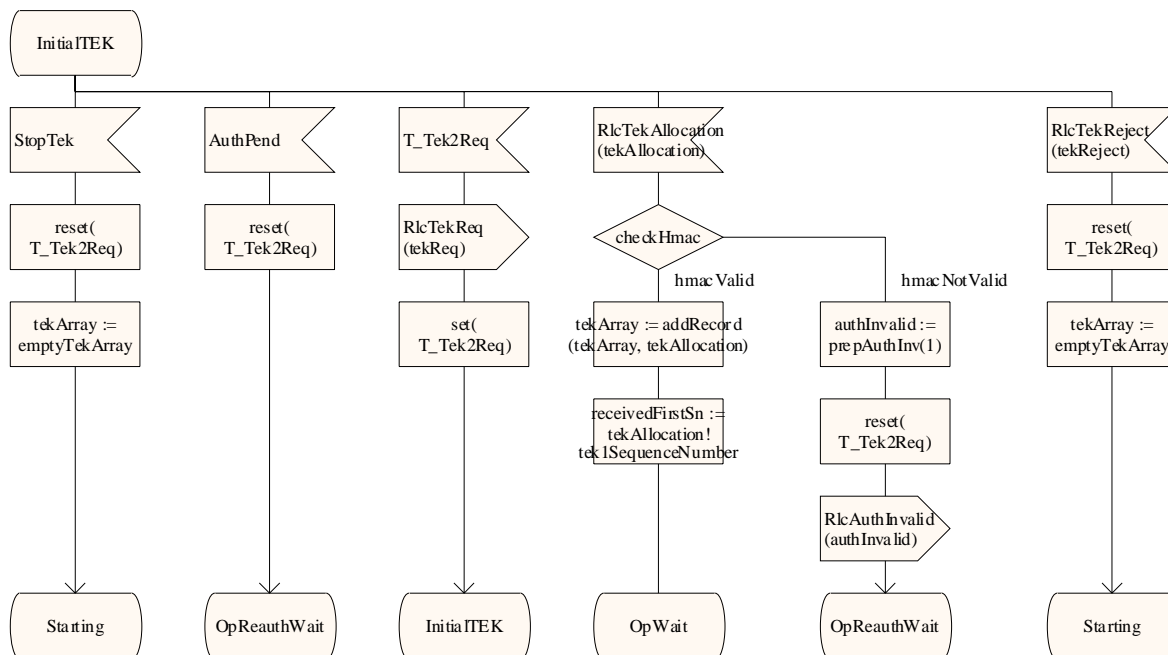 InitialTEK
StopTek
AuthPend
T_Tek2Req
RlcTekAllocation
(tekAllocation)
RlcTekReject
(tekReject)
reset(
T_Tek2Req)
reset(
T_Tek2Req)
RlcTekReq
(tekReq)
checkHmac
reset(
T_Tek2Req)
hmacValid
hmacNotValid
tekArray :=
emptyTekArray
set(
T_Tek2Req)
tekArray := addRecord
(tekArray, tekAllocation)
authInvalid :=
prepAuthInv(1)
tekArray :=
emptyTekArray
receivedFirstSn :=
tekAllocation!
tek1SequenceNumber
reset(
T_Tek2Req)
RlcAuthInvalid
(authInvalid)
Starting
OpReauthWait
InitialTEK
OpWait
OpReauthWait
Starting